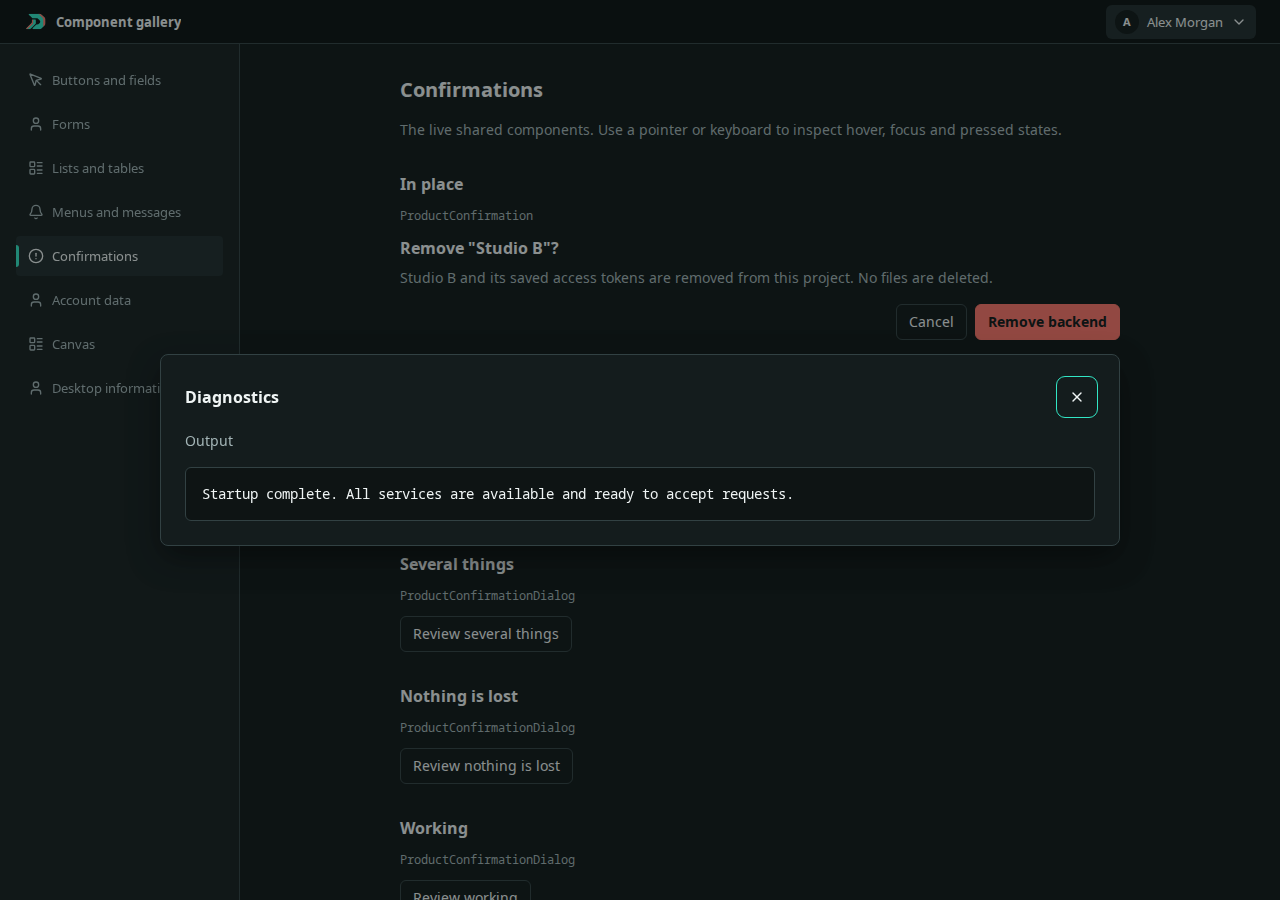 Component gallery
A
Alex Morgan
Buttons and fields
Forms
Lists and tables
Menus and messages
Confirmations
Account data
Canvas
Desktop informati
Confirmations
The live shared components. Use a pointer or keyboard to inspect hover, focus and pressed states.
In place
ProductConfirmation
Remove "Studio B"?
Studio B and its saved access tokens are removed from this project. No files are deleted.
Cancel
Remove backend
Diagnostics
Output
Startup complete. All services are available and ready to accept requests.
Several things
ProductConfirmationDialog
Review several things
Nothing is lost
ProductConfirmationDialog
Review nothing is lost
Working
ProductConfirmationDialog
Review working